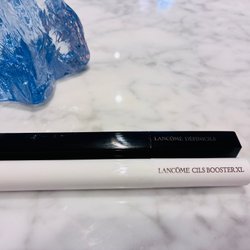 LANCÔME DÉFINICILS
LANCÔME CILS BOOSTER XL